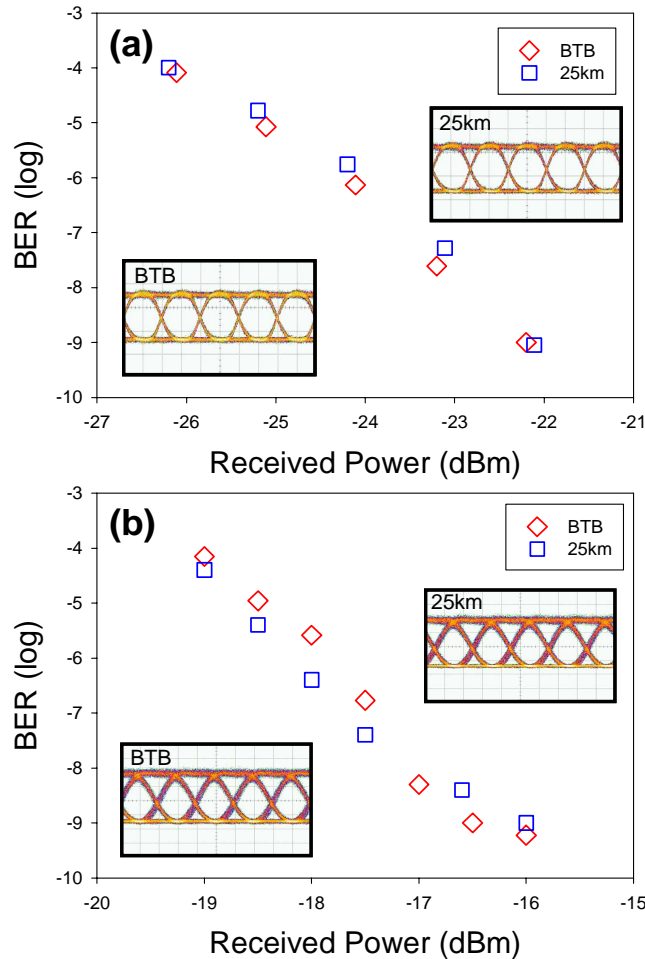 (a)
BTB
25km
25km
BTB
-3
-4
-5
-6
-7
-8
-9
-10
BER (log)
-27
-26
-25
-24
-23
-22
-21
Received Power (dBm)
(b)
BTB
25km
25km
BTB
-3
-4
-5
-6
-7
-8
-9
-10
BER (log)
-20
-19
-18
-17
-16
-15
Received Power (dBm)